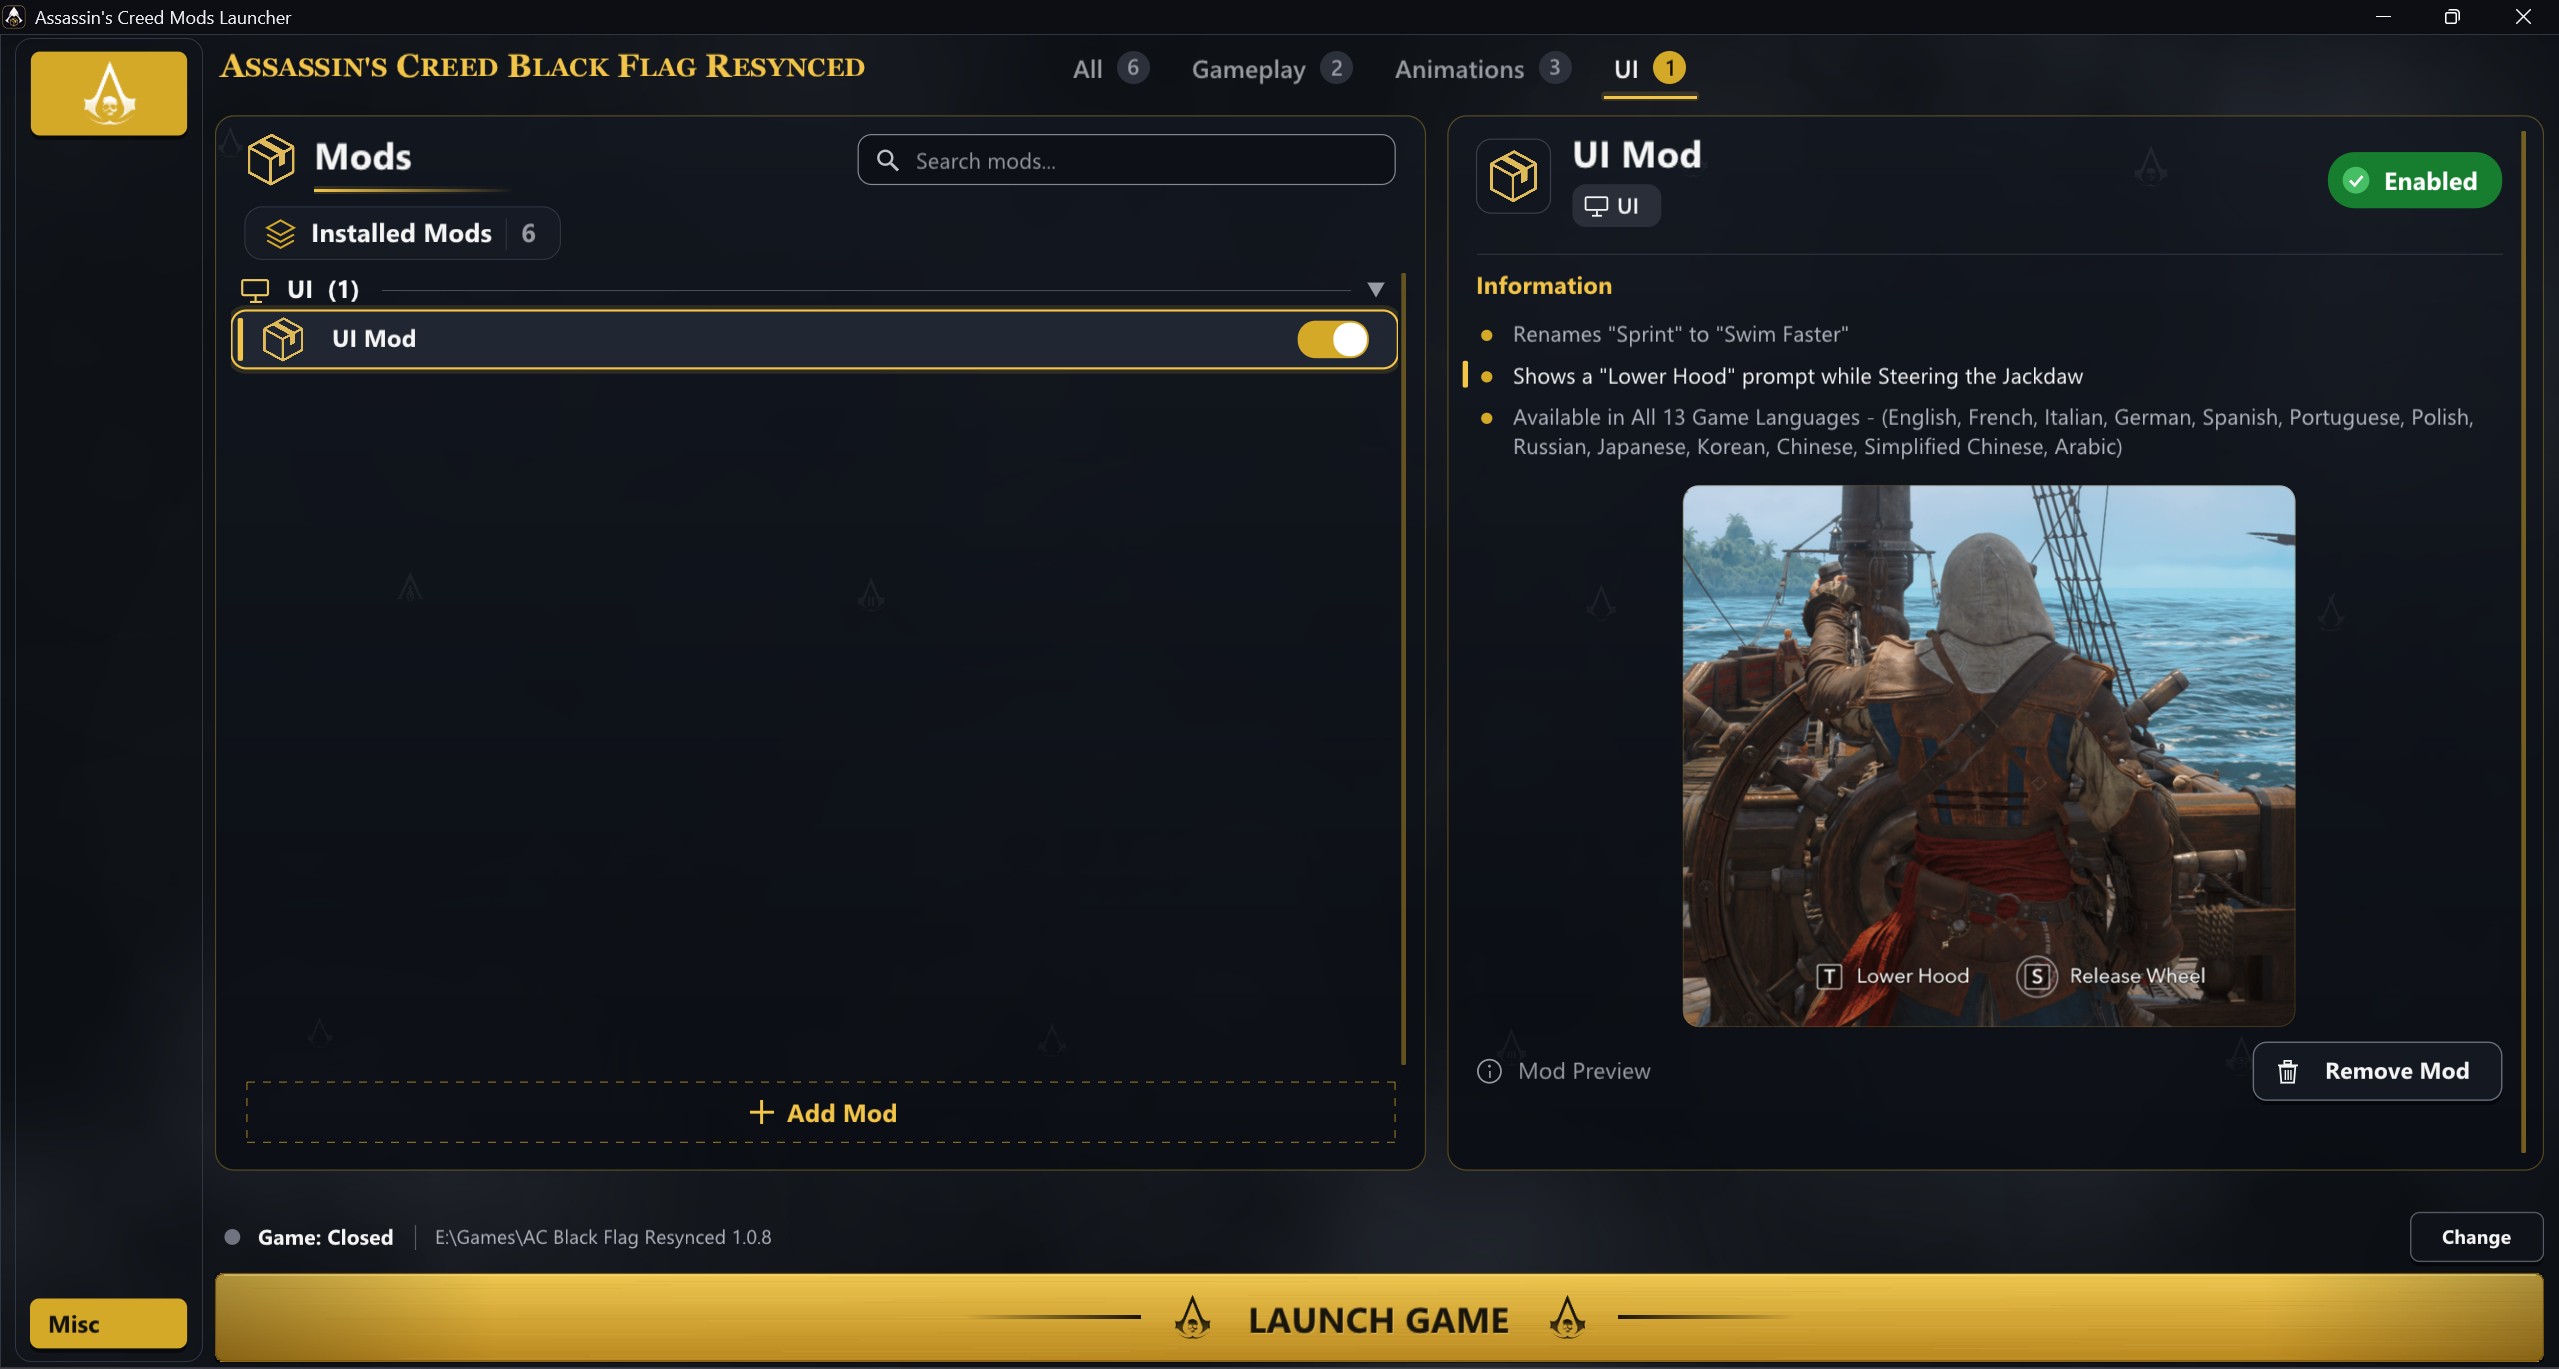 Assassin's Creed Mods Launcher
ASSASSIN'S CREED BLACK FLAG RESYNCED
All 6 Gameplay 2 Animations 3 UI 1
Mods
Search mods...
Installed Mods 6
UI (1)
UI Mod
Add Mod
UI Mod
UI
Enabled
Information
Renames "Sprint" to "Swim Faster"
Shows a "Lower Hood" prompt while Steering the Jackdaw
Available in All 13 Game Languages - (English, French, Italian, German, Spanish, Portuguese, Polish,
Russian, Japanese, Korean, Chinese, Simplified Chinese, Arabic)
T Lower Hood S Release Wheel
Mod Preview
Remove Mod
Game: Closed E:\Games\AC Black Flag Resynced 1.0.8
Change
Misc
LAUNCH GAME